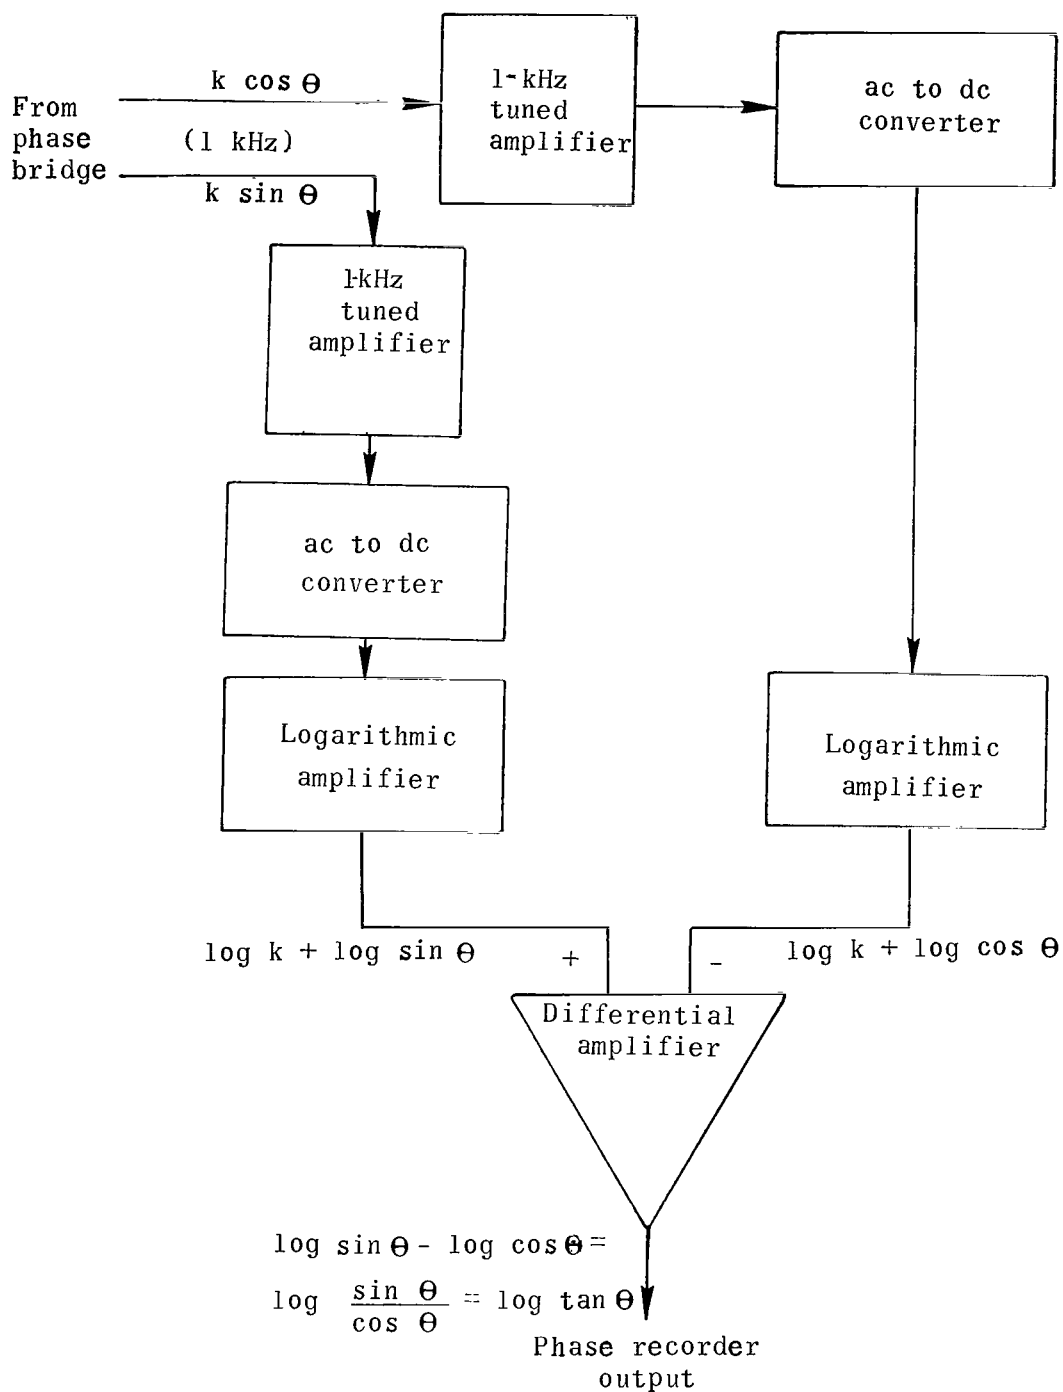 From
phase
bridge
k cos θ
(1 kHz)
k sin θ
1-kHz
tuned
amplifier
ac to dc
converter
1-kHz
tuned
amplifier
ac to dc
converter
Logarithmic
amplifier
Logarithmic
amplifier
log k + log sin θ
+
-
log k + log cos θ
Differential
amplifier
log sin θ - log cos θ =
log sin θ / cos θ = log tan θ
Phase recorder
output